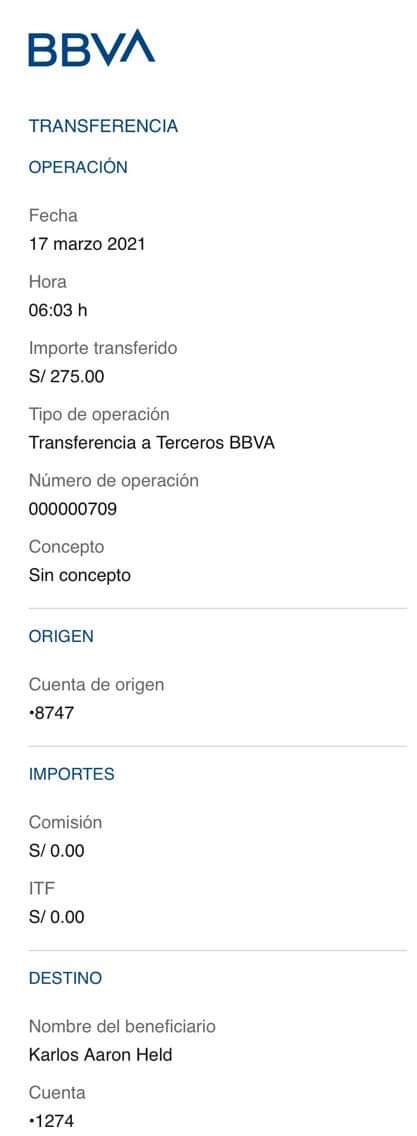 BBVA
TRANSFERENCIA
OPERACIÓN
Fecha
17 marzo 2021
Hora
06:03 h
Importe transferido
S/ 275.00
Tipo de operación
Transferencia a Terceros BBVA
Número de operación
000000709
Concepto
Sin concepto
ORIGEN
Cuenta de origen
•8747
IMPORTES
Comisión
S/ 0.00
ITF
S/ 0.00
DESTINO
Nombre del beneficiario
Karlos Aaron Held
Cuenta
•1274